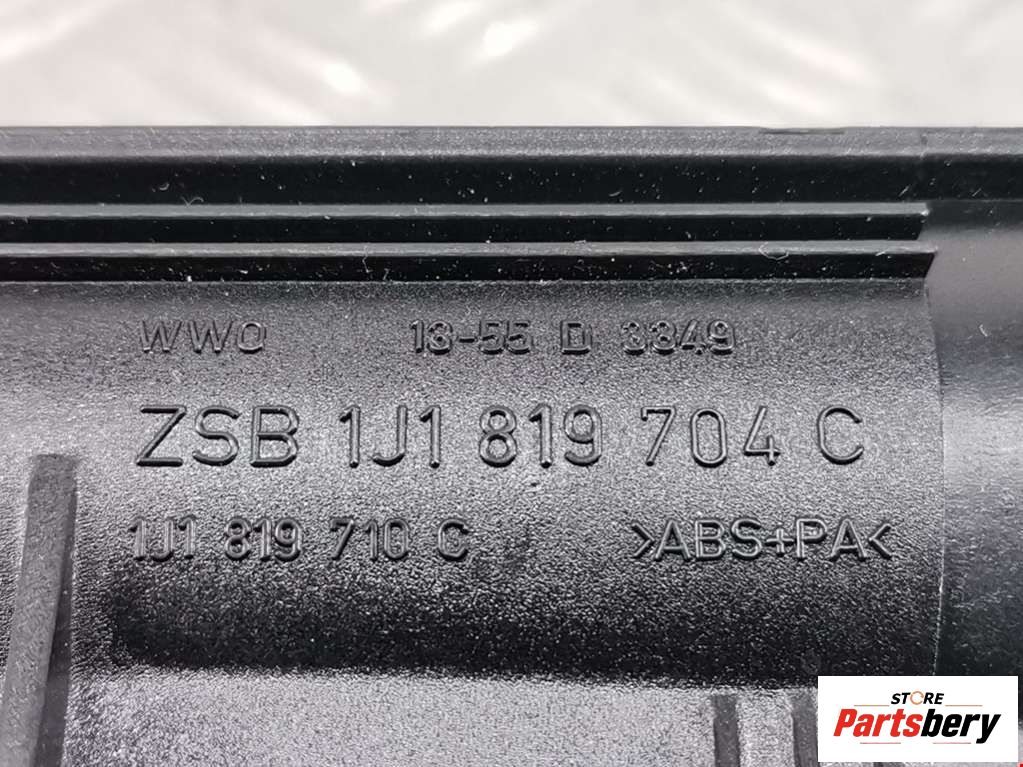 WWO 13-55 D 3349
ZSB 1J1 819 704 C
1J1 819 710 C >ABS+PA<
STORE
Partsbery